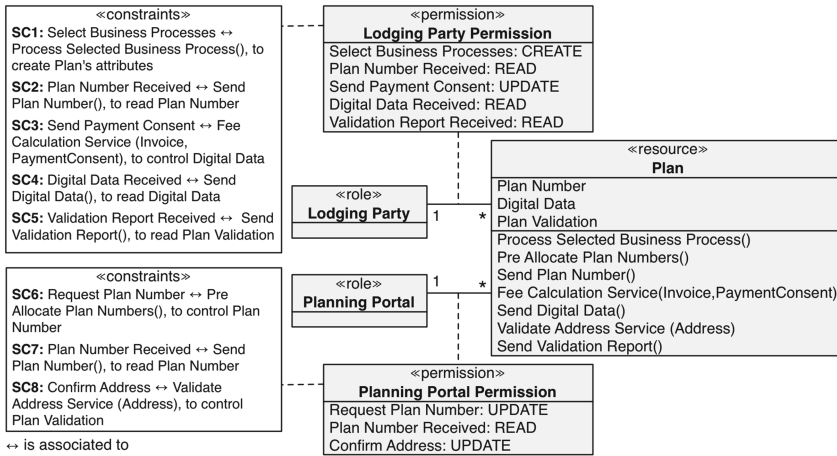 «constraints»
SC1: Select Business Processes ↔
Process Selected Business Process(), to
create Plan's attributes
SC2: Plan Number Received ↔ Send
Plan Number(), to read Plan Number
SC3: Send Payment Consent ↔ Fee
Calculation Service (Invoice,
PaymentConsent), to control Digital Data
SC4: Digital Data Received ↔ Send
Digital Data(), to read Digital Data
SC5: Validation Report Received ↔ Send
Validation Report(), to read Plan Validation
«permission»
Lodging Party Permission
Select Business Processes: CREATE
Plan Number Received: READ
Send Payment Consent: UPDATE
Digital Data Received: READ
Validation Report Received: READ
«role»
Lodging Party
1
*
«resource»
Plan
Plan Number
Digital Data
Plan Validation
Process Selected Business Process()
Pre Allocate Plan Numbers()
Send Plan Number()
Fee Calculation Service(Invoice,PaymentConsent)
Send Digital Data()
Validate Address Service (Address)
Send Validation Report()
«role»
Planning Portal
1
*
«constraints»
SC6: Request Plan Number ↔ Pre
Allocate Plan Numbers(), to control Plan
Number
SC7: Plan Number Received ↔ Send
Plan Number(), to read Plan Number
SC8: Confirm Address ↔ Validate
Address Service (Address), to control
Plan Validation
«permission»
Planning Portal Permission
Request Plan Number: UPDATE
Plan Number Received: READ
Confirm Address: UPDATE
↔ is associated to